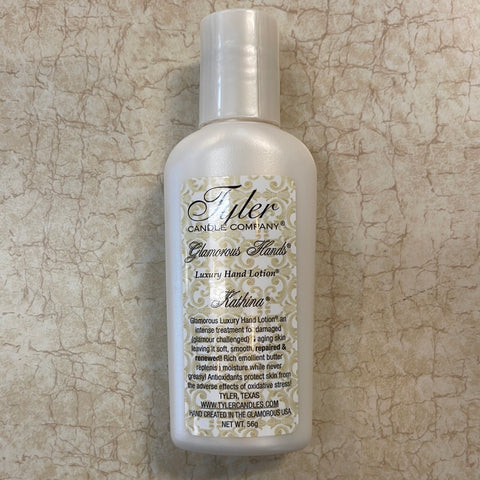 Tyler
CANDLE COMPANY®
Glamorous Hands®
Luxury Hand Lotion®
Kathina®
Glamorous Luxury Hand Lotion® an
intense treatment for damaged
(glamour challenged) aging skin
leaving it soft, smooth, repaired &
renewed!! Rich emollient butter
replenis moisture while never
greasy! Antioxidants protect skin from
the adverse effects of oxidative stress!
TYLER, TEXAS
WWW.TYLERCANDLES.COM
HAND CREATED IN THE GLAMOROUS USA
NET WT. 56g